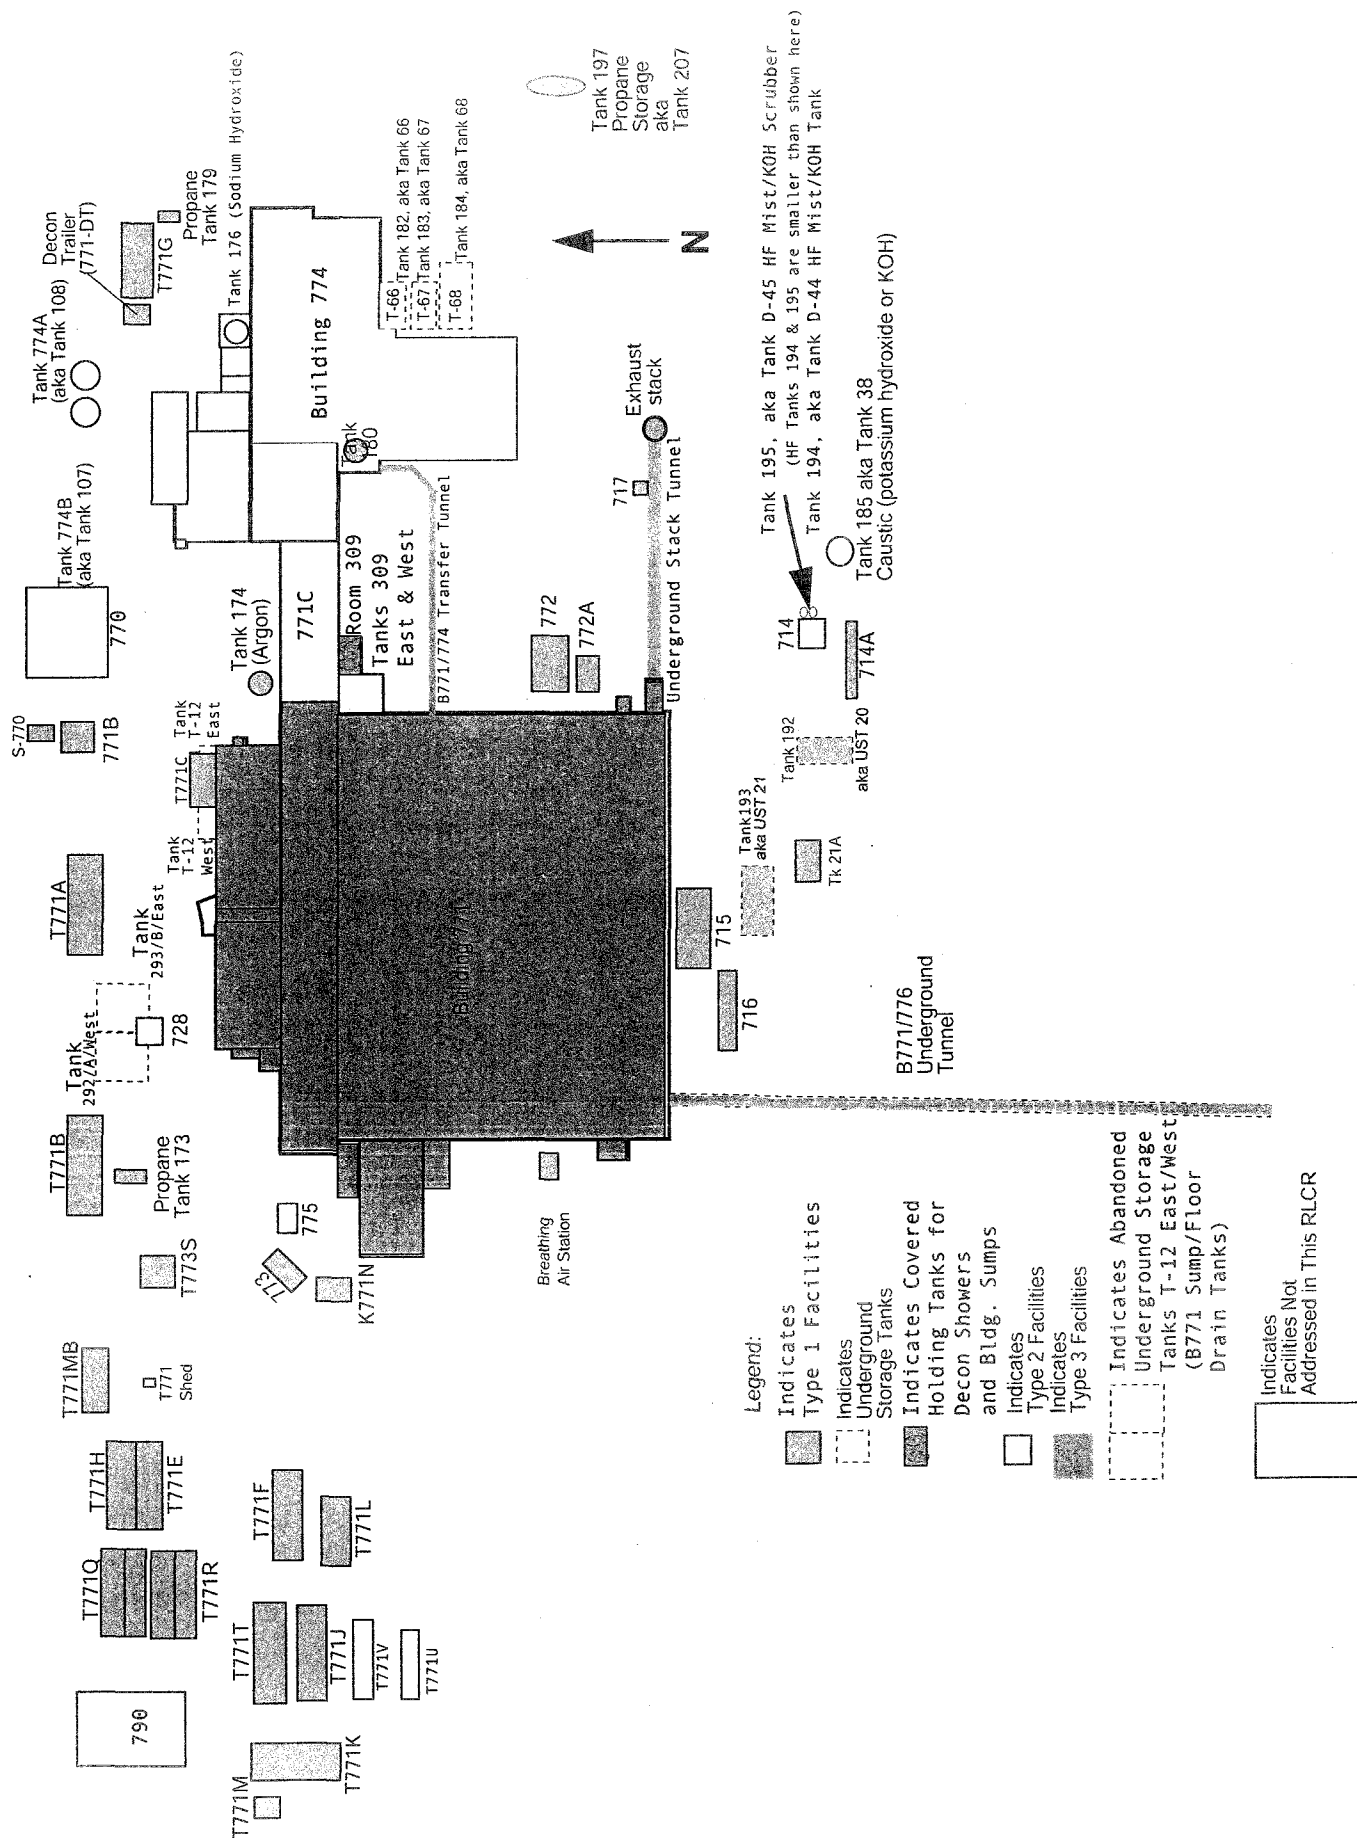 790
T771M
T771K
T771Q
T771R
T771T
T771J
T771V
T771U
T771H
T771E
T771F
T771L
T771MB
T771
Shed
T773S
773
K771N
775
T771B
Propane
Tank 173
Tank
292/A/West
728
Tank
293/B/East
T771A
Tank
T-12
West
T771C
Tank
T-12
East
S-770
771B
770
Tank 774B
(aka Tank 107)
Tank 774A
(aka Tank 108)
Decon
Trailer
(771-DT)
T771G
Propane
Tank 179
Tank 176 (Sodium Hydroxide)
Tank 174
(Argon)
771C
Building 774
Tank
180
Room 309
Tanks 309
East & West
B771/774 Transfer Tunnel
T-66
Tank 182, aka Tank 66
T-67
Tank 183, aka Tank 67
T-68
Tank 184, aka Tank 68
Tank 197
Propane
Storage
aka
Tank 207
N
Building 771
Breathing
Air Station
772
772A
717
Exhaust
stack
Underground Stack Tunnel
716
715
Tank193
aka UST 21
Tk 21A
Tank 192
aka UST 20
714
714A
Tank 195, aka Tank D-45 HF Mist/KOH Scrubber
(HF Tanks 194 & 195 are smaller than shown here)
Tank 194, aka Tank D-44 HF Mist/KOH Tank
Tank 185 aka Tank 38
Caustic (potassium hydroxide or KOH)
B771/776
Underground
Tunnel
Legend:
Indicates
Type 1 Facilities
Indicates
Underground
Storage Tanks
Indicates Covered
Holding Tanks for
Decon Showers
and Bldg. Sumps
Indicates
Type 2 Facilities
Indicates
Type 3 Facilities
Indicates Abandoned
Underground Storage
Tanks T-12 East/West
(B771 Sump/Floor
Drain Tanks)
Indicates
Facilities Not
Addressed in This RLCR